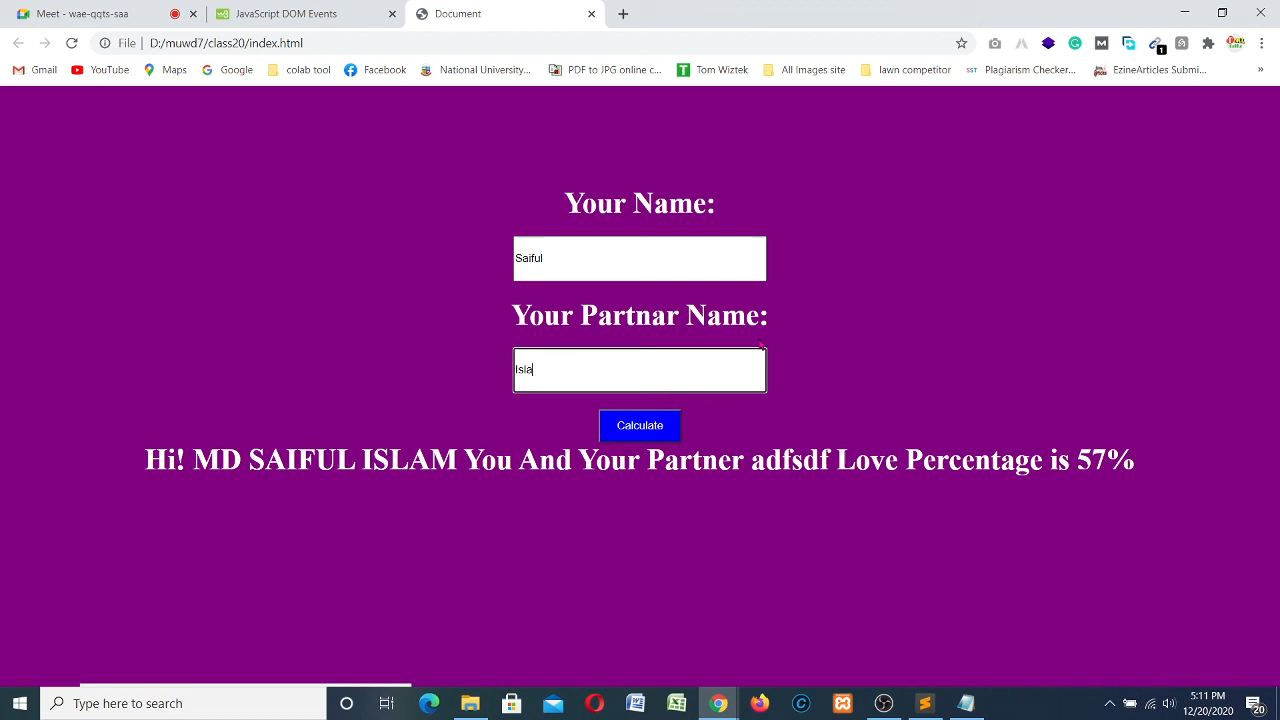 Meet - wae-qqts-saa
JavaScript DOM Events
Document
File D:/muwd7/class20/index.html
Gmail YouTube Maps Google colab tool Facebook National University... PDF to JPG online c... Tom Wiztek All Images site lawn competitor Plagiarism Checker... EzineArticles Submi...
Your Name:
Saiful
Your Partnar Name:
Isla
Calculate
Hi! MD SAIFUL ISLAM You And Your Partner adfsdf Love Percentage is 57%
Type here to search
5:11 PM
12/20/2020
20